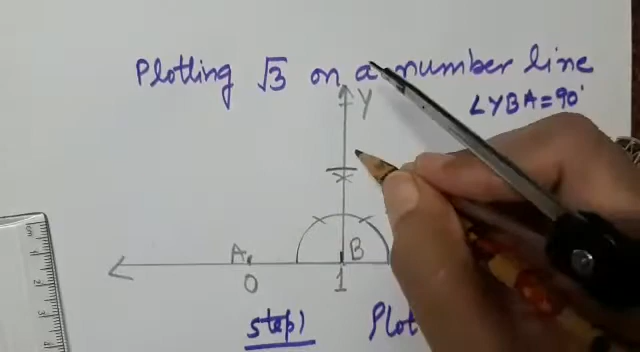 Plotting √3 on a number line
∠YBA=90°
Y
A B
0 1
step1 Plot